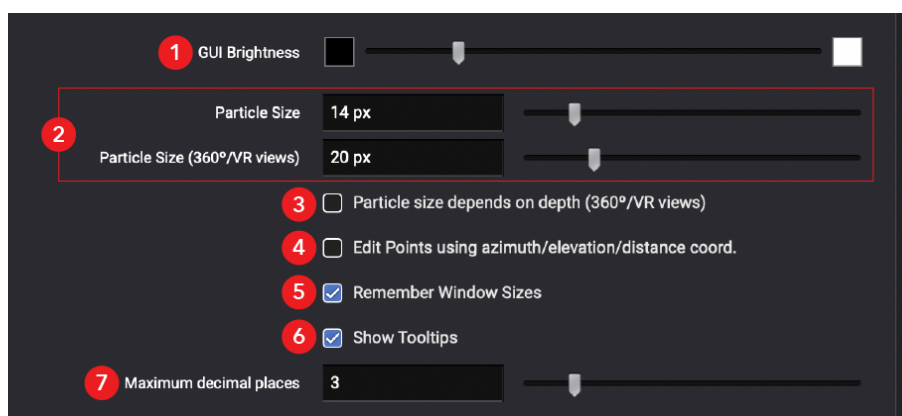 1 GUI Brightness
2
Particle Size 14 px
Particle Size (360º/VR views) 20 px
3 Particle size depends on depth (360º/VR views)
4 Edit Points using azimuth/elevation/distance coord.
5 Remember Window Sizes
6 Show Tooltips
7 Maximum decimal places 3